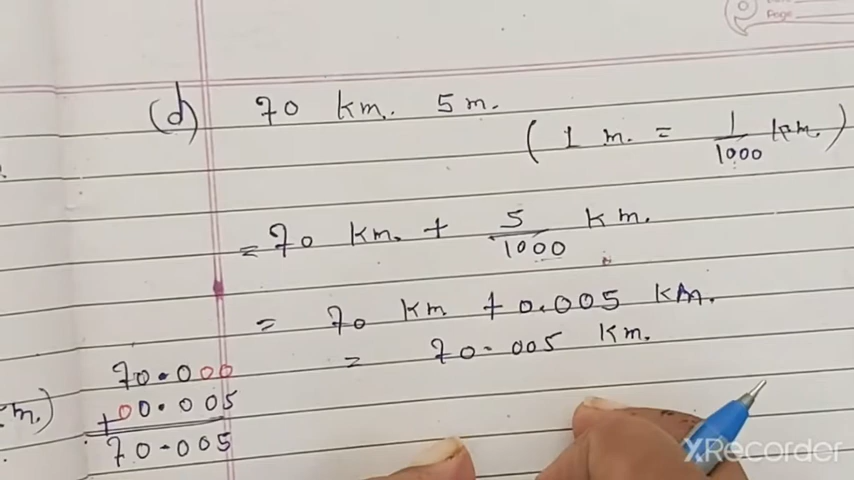 Page
(d) 70 km. 5 m.
(1 m. = 1/1000 km.)
= 70 km. + 5/1000 km.
= 70 km + 0.005 km.
= 70.005 km.
70.000
+00.005
70.005
m.)
XRecorder